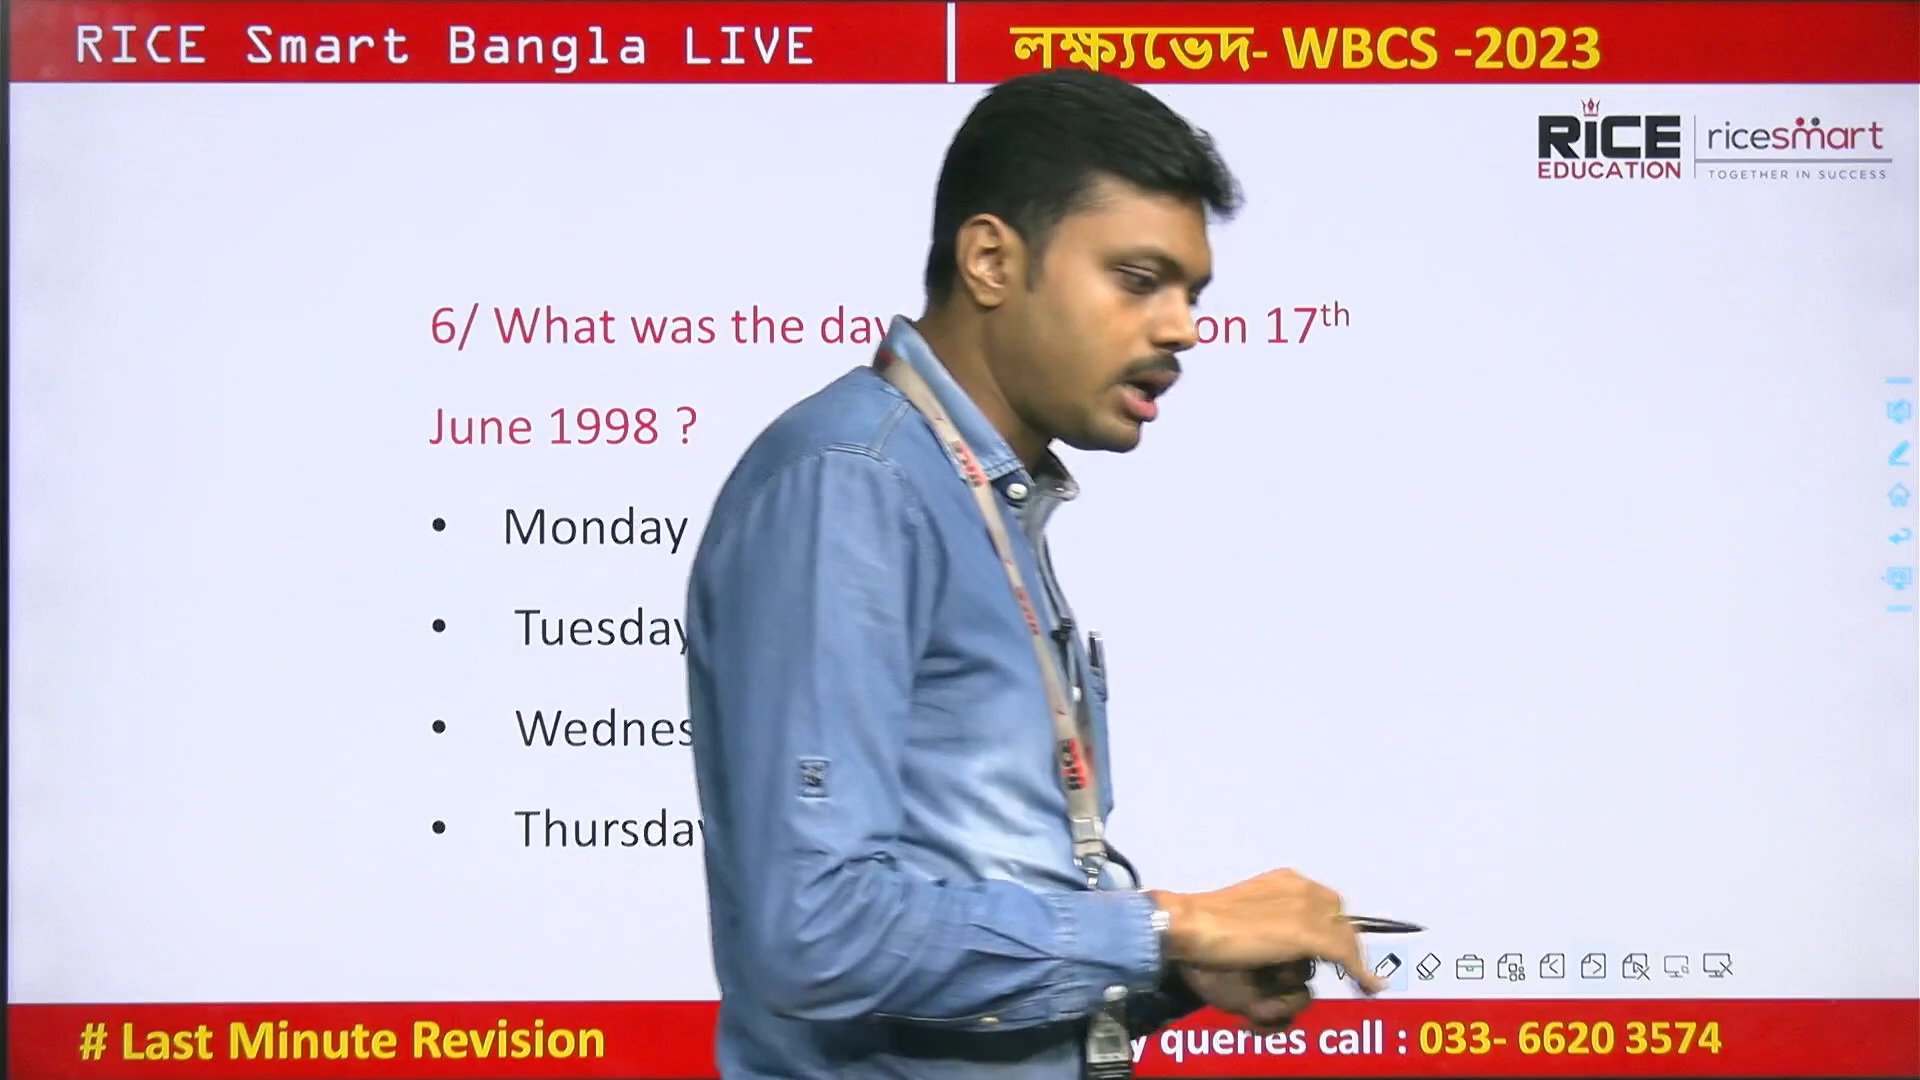 RICE Smart Bangla LIVE
লক্ষ্যভেদ- WBCS -2023
RICE
EDUCATION
ricesmart
TOGETHER IN SUCCESS
6/ What was the day on 17th
June 1998 ?
• Monday
• Tuesday
•
• Thursday
# Last Minute Revision
queries call : 033- 6620 3574